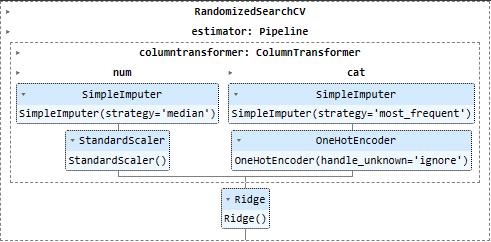 RandomizedSearchCV
estimator: Pipeline
columntransformer: ColumnTransformer
num
cat
SimpleImputer
SimpleImputer
SimpleImputer(strategy='median')
SimpleImputer(strategy='most_frequent')
StandardScaler
OneHotEncoder
StandardScaler()
OneHotEncoder(handle_unknown='ignore')
Ridge
Ridge()